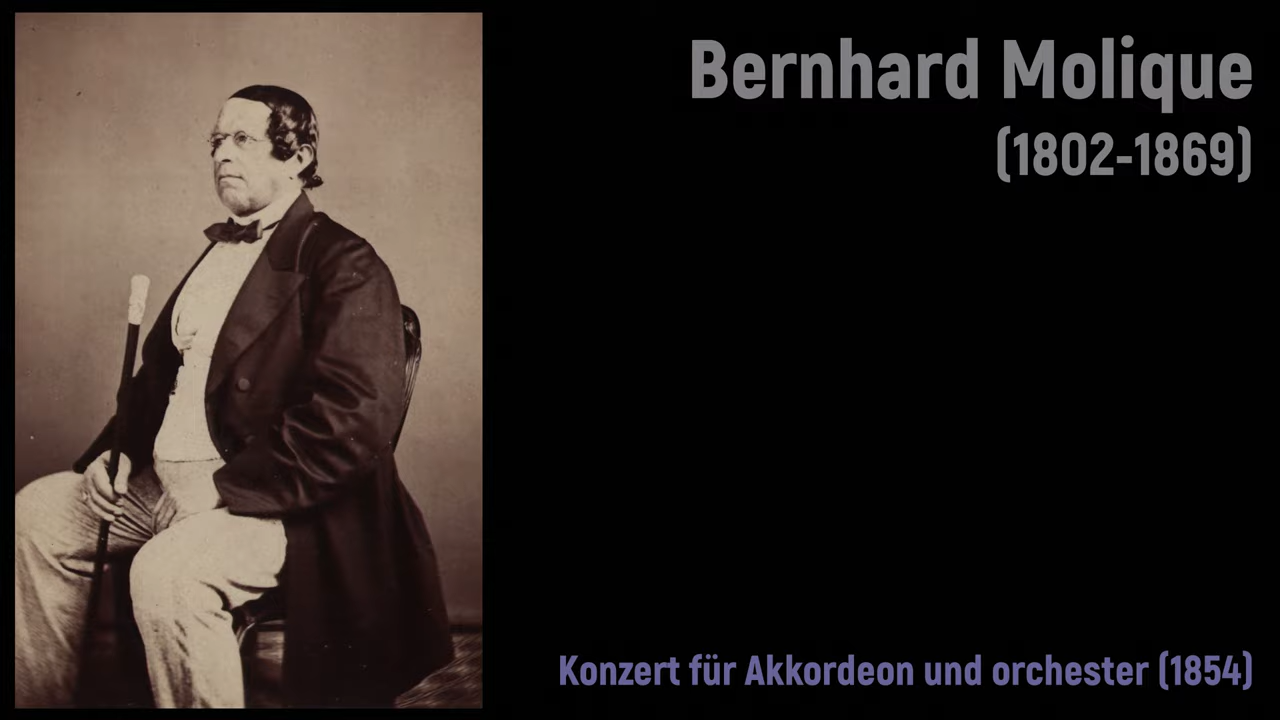 Bernhard Molique
(1802-1869)
Konzert für Akkordeon und orchester (1854)